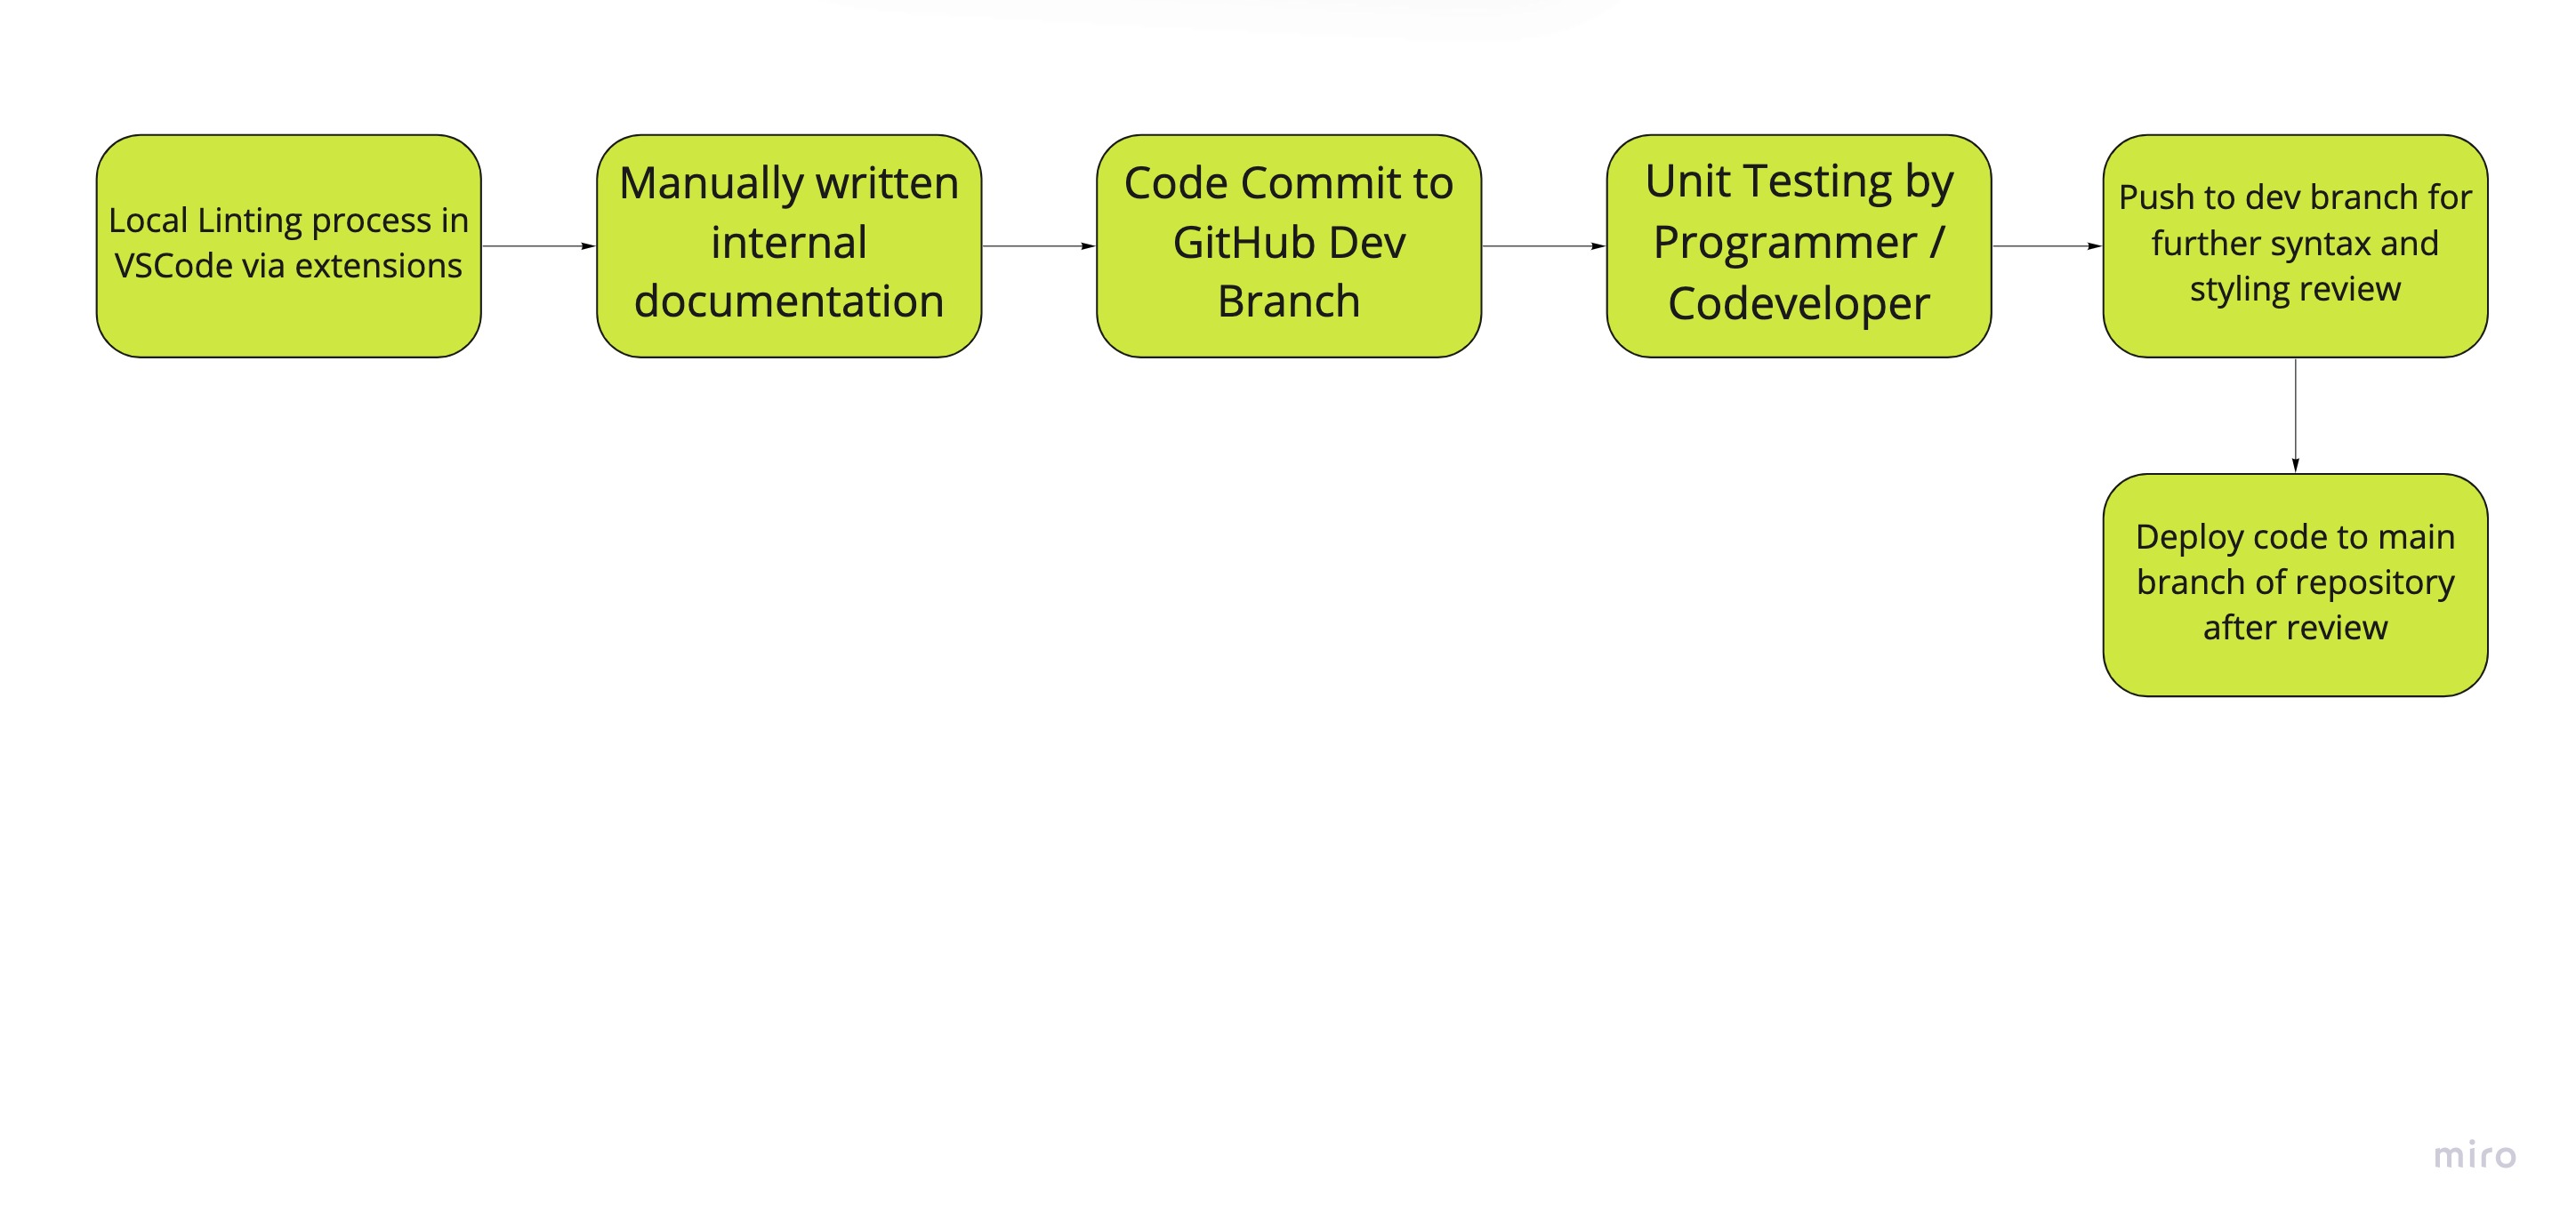 Local Linting process in
VSCode via extensions
Manually written
internal
documentation
Code Commit to
GitHub Dev
Branch
Unit Testing by
Programmer /
Codeveloper
Push to dev branch for
further syntax and
styling review
Deploy code to main
branch of repository
after review
miro